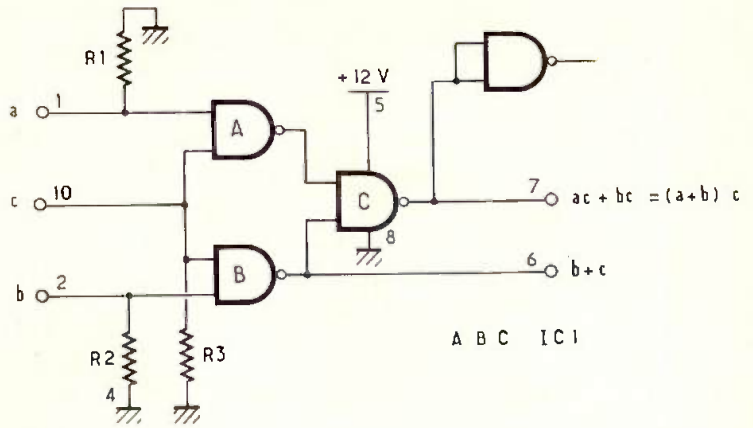 R1
+12 V
5
a 1
A
c 10
C
7 ac + bc = (a+b) c
8
B
6 b+c
b 2
A B C IC1
R2
R3
4